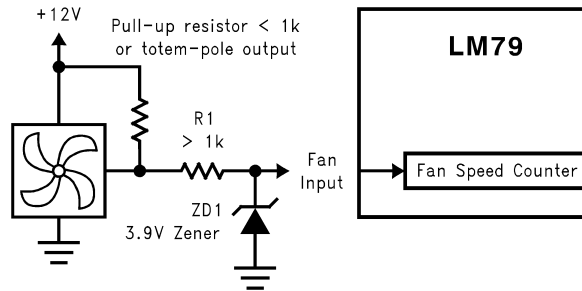 +12V
Pull-up resistor < 1k
or totem-pole output
LM79
R1
> 1k
Fan
Input
Fan Speed Counter
ZD1
3.9V Zener